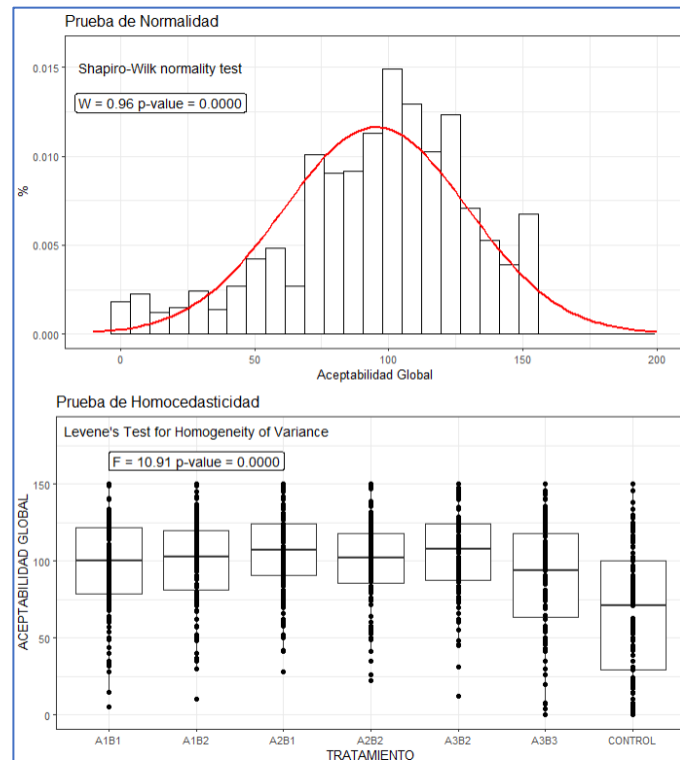 Prueba de Normalidad
Shapiro-Wilk normality test
W = 0.96 p-value = 0.0000
0.015
0.010
0.005
0.000
%
0
50
100
150
200
Aceptabilidad Global
Prueba de Homocedasticidad
Levene's Test for Homogeneity of Variance
F = 10.91 p-value = 0.0000
150
100
50
0
ACEPTABILIDAD GLOBAL
A1B1
A1B2
A2B1
A2B2
A3B2
A3B3
CONTROL
TRATAMIENTO